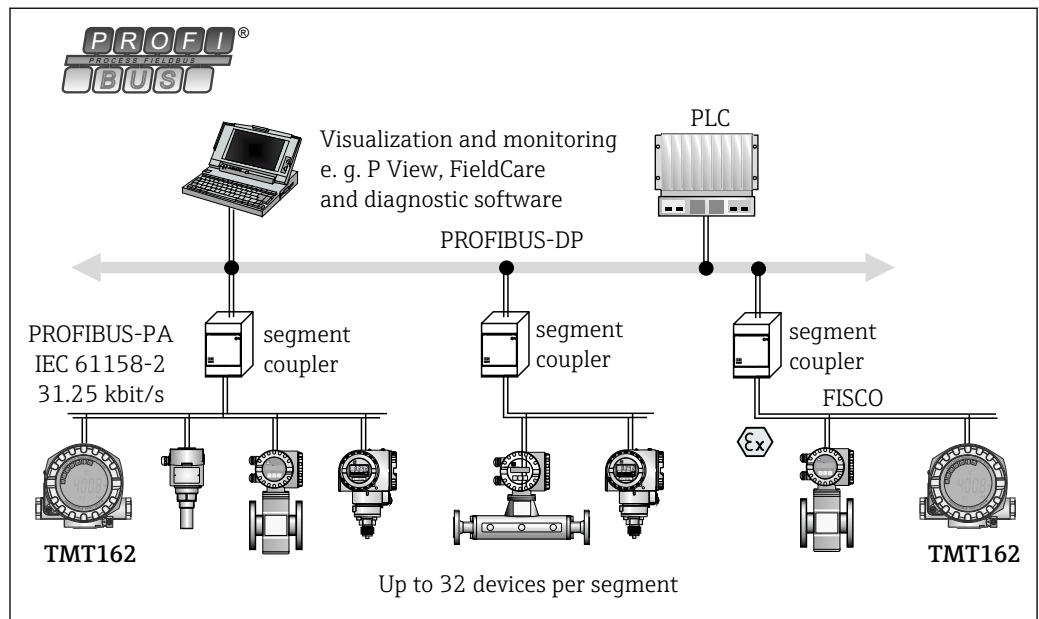 PROFI®
PROCESS FIELDBUS
BUS
Visualization and monitoring
e. g. P View, FieldCare
and diagnostic software
PLC
PROFIBUS-DP
PROFIBUS-PA
IEC 61158-2
31.25 kbit/s
segment
coupler
segment
coupler
segment
coupler
FISCO
εx
TMT162
TMT162
Up to 32 devices per segment